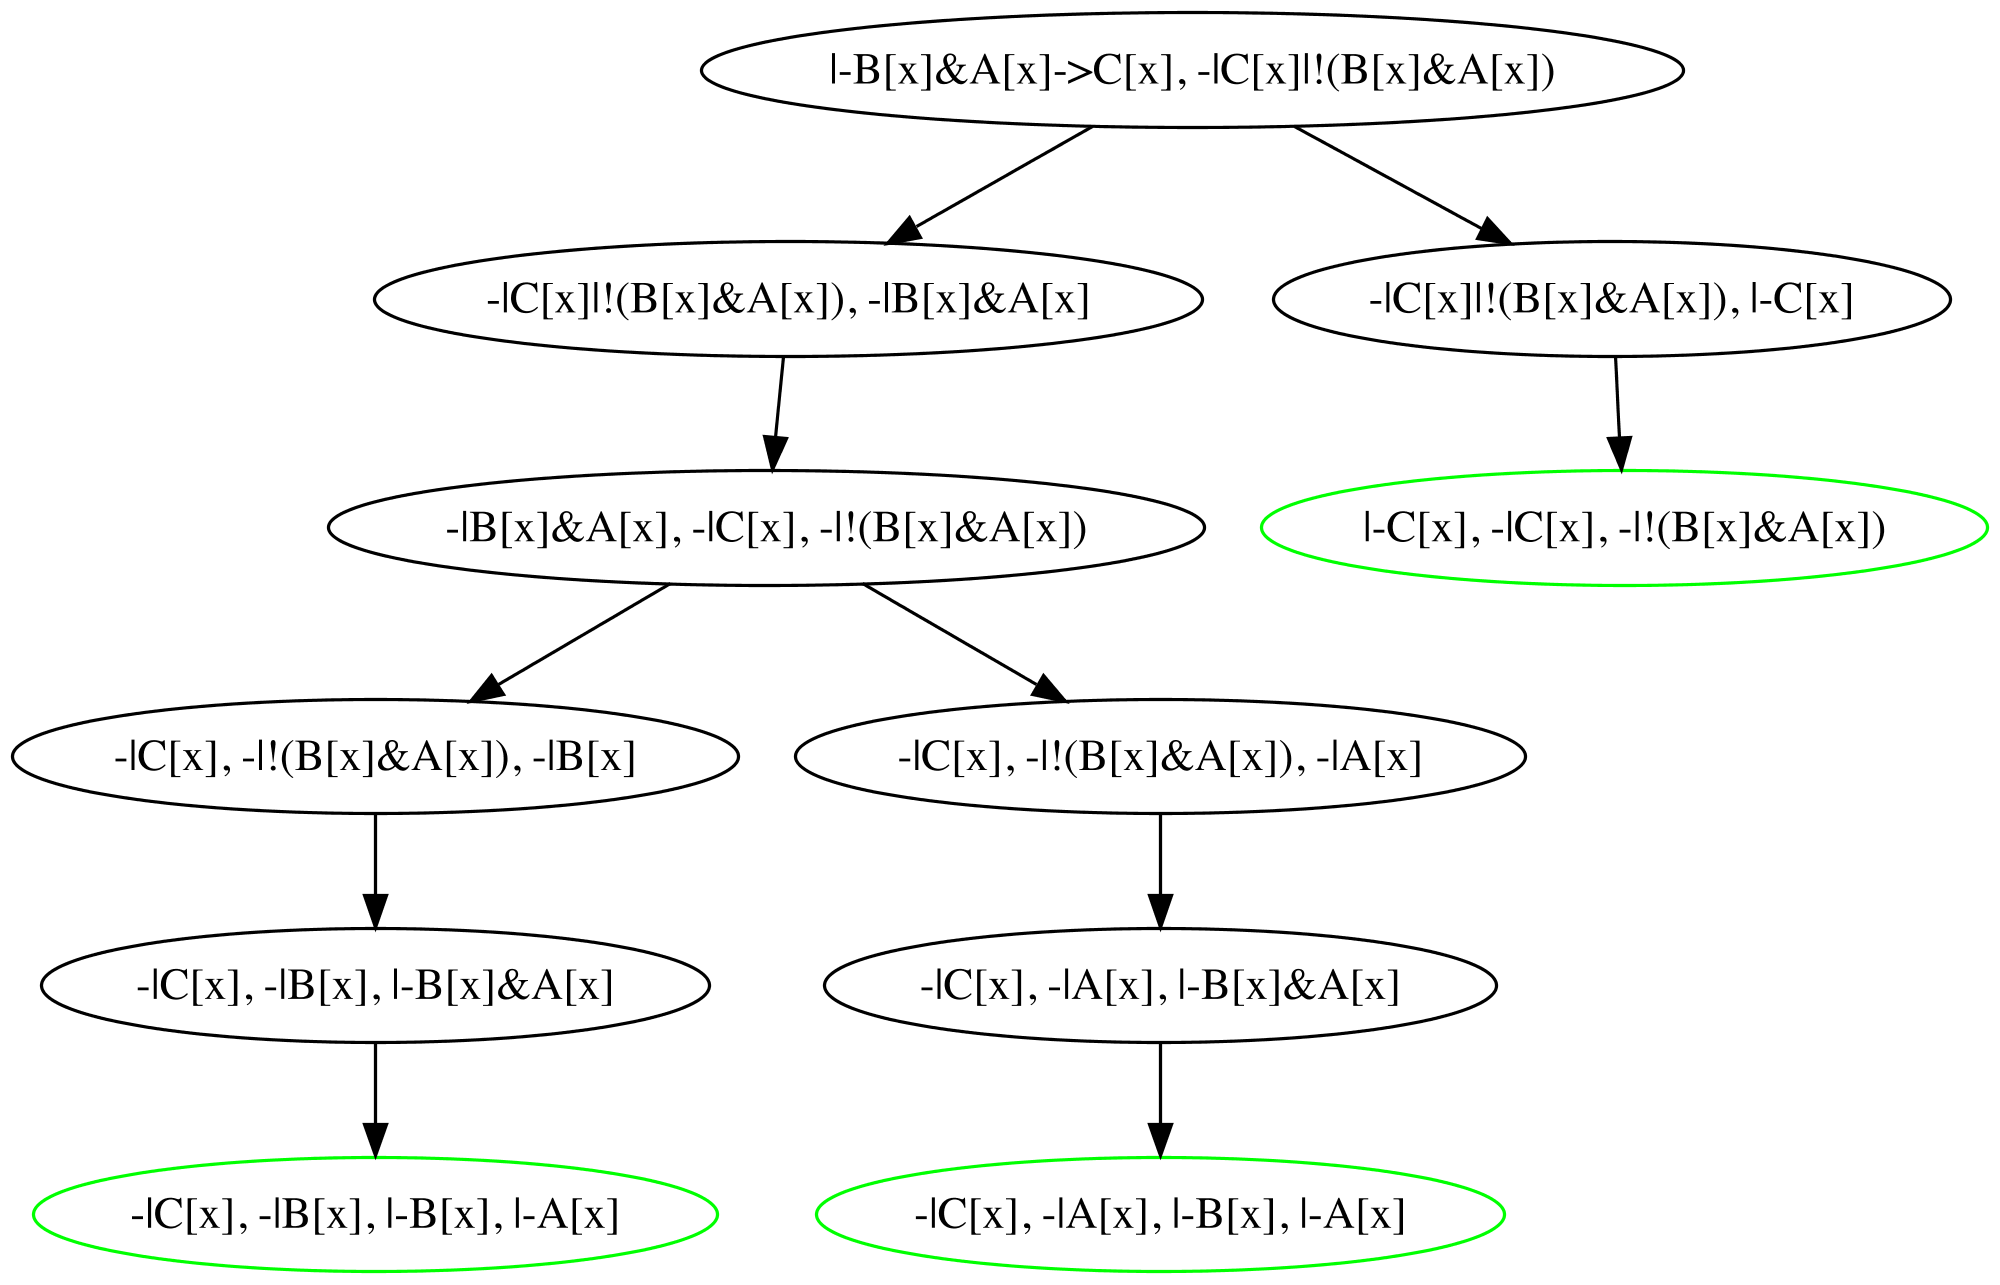 |-B[x]&A[x]->C[x], -|C[x]|!(B[x]&A[x])
-|C[x]|!(B[x]&A[x]), -|B[x]&A[x]
-|C[x]|!(B[x]&A[x]), |-C[x]
-|B[x]&A[x], -|C[x], -|!(B[x]&A[x])
|-C[x], -|C[x], -|!(B[x]&A[x])
-|C[x], -|!(B[x]&A[x]), -|B[x]
-|C[x], -|!(B[x]&A[x]), -|A[x]
-|C[x], -|B[x], |-B[x]&A[x]
-|C[x], -|A[x], |-B[x]&A[x]
-|C[x], -|B[x], |-B[x], |-A[x]
-|C[x], -|A[x], |-B[x], |-A[x]